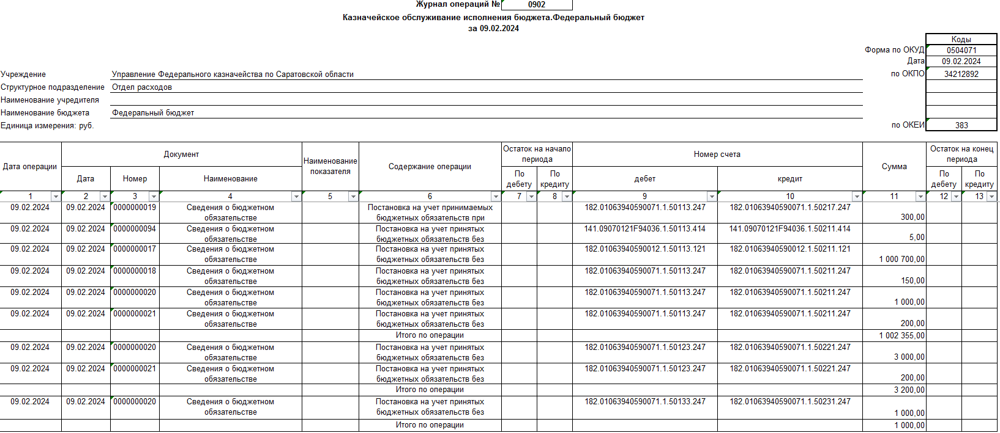 Журнал операций № 0902
Казначейское обслуживание исполнения бюджета.Федеральный бюджет
за 09.02.2024
Коды
Форма по ОКУД 0504071
Дата 09.02.2024
Учреждение Управление Федерального казначейства по Саратовской области по ОКПО 34212892
Структурное подразделение Отдел расходов
Наименование учредителя
Наименование бюджета Федеральный бюджет
Единица измерения: руб. по ОКЕИ 383
Дата операции Документ Наименование показателя Содержание операции Остаток на начало периода Номер счета Сумма Остаток на конец периода
Дата Номер Наименование По дебету По кредиту дебет кредит По дебету По кредиту
1 2 3 4 5 6 7 8 9 10 11 12 13
09.02.2024 09.02.2024 0000000019 Сведения о бюджетном обязательстве Постановка на учет принимаемых бюджетных обязательств при 182.01063940590071.1.50113.247 182.01063940590071.1.50217.247 300,00
09.02.2024 09.02.2024 0000000094 Сведения о бюджетном обязательстве Постановка на учет принятых бюджетных обязательств без 141.09070121F94036.1.50113.414 141.09070121F94036.1.50211.414 5,00
09.02.2024 09.02.2024 0000000017 Сведения о бюджетном обязательстве Постановка на учет принятых бюджетных обязательств без 182.01063940590012.1.50113.121 182.01063940590012.1.50211.121 1 000 700,00
09.02.2024 09.02.2024 0000000018 Сведения о бюджетном обязательстве Постановка на учет принятых бюджетных обязательств без 182.01063940590071.1.50113.247 182.01063940590071.1.50211.247 150,00
09.02.2024 09.02.2024 0000000020 Сведения о бюджетном обязательстве Постановка на учет принятых бюджетных обязательств без 182.01063940590071.1.50113.247 182.01063940590071.1.50211.247 1 000,00
09.02.2024 09.02.2024 0000000021 Сведения о бюджетном обязательстве Постановка на учет принятых бюджетных обязательств без 182.01063940590071.1.50113.247 182.01063940590071.1.50211.247 200,00
Итого по операции 1 002 355,00
09.02.2024 09.02.2024 0000000020 Сведения о бюджетном обязательстве Постановка на учет принятых бюджетных обязательств без 182.01063940590071.1.50123.247 182.01063940590071.1.50221.247 3 000,00
09.02.2024 09.02.2024 0000000021 Сведения о бюджетном обязательстве Постановка на учет принятых бюджетных обязательств без 182.01063940590071.1.50123.247 182.01063940590071.1.50221.247 200,00
Итого по операции 3 200,00
09.02.2024 09.02.2024 0000000020 Сведения о бюджетном обязательстве Постановка на учет принятых бюджетных обязательств без 182.01063940590071.1.50133.247 182.01063940590071.1.50231.247 1 000,00
Итого по операции 1 000,00